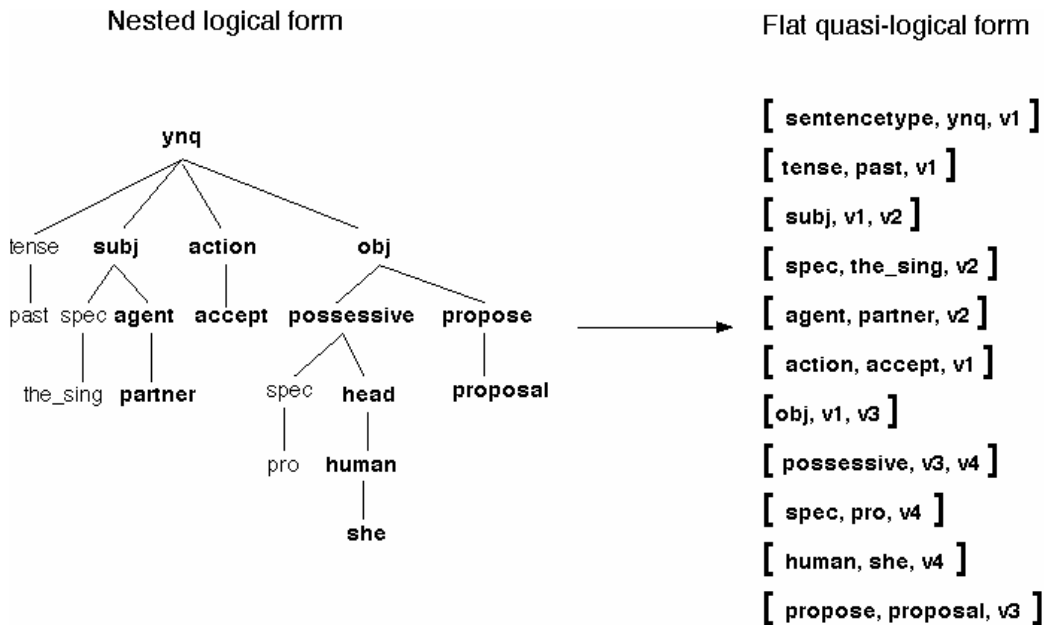 Nested logical form
Flat quasi-logical form
ynq
tense subj action obj
past spec agent accept possessive propose
the_sing partner spec head proposal
pro human
she
[ sentencetype, ynq, v1 ]
[ tense, past, v1 ]
[ subj, v1, v2 ]
[ spec, the_sing, v2 ]
[ agent, partner, v2 ]
[ action, accept, v1 ]
[obj, v1, v3 ]
[ possessive, v3, v4 ]
[ spec, pro, v4 ]
[ human, she, v4 ]
[ propose, proposal, v3 ]